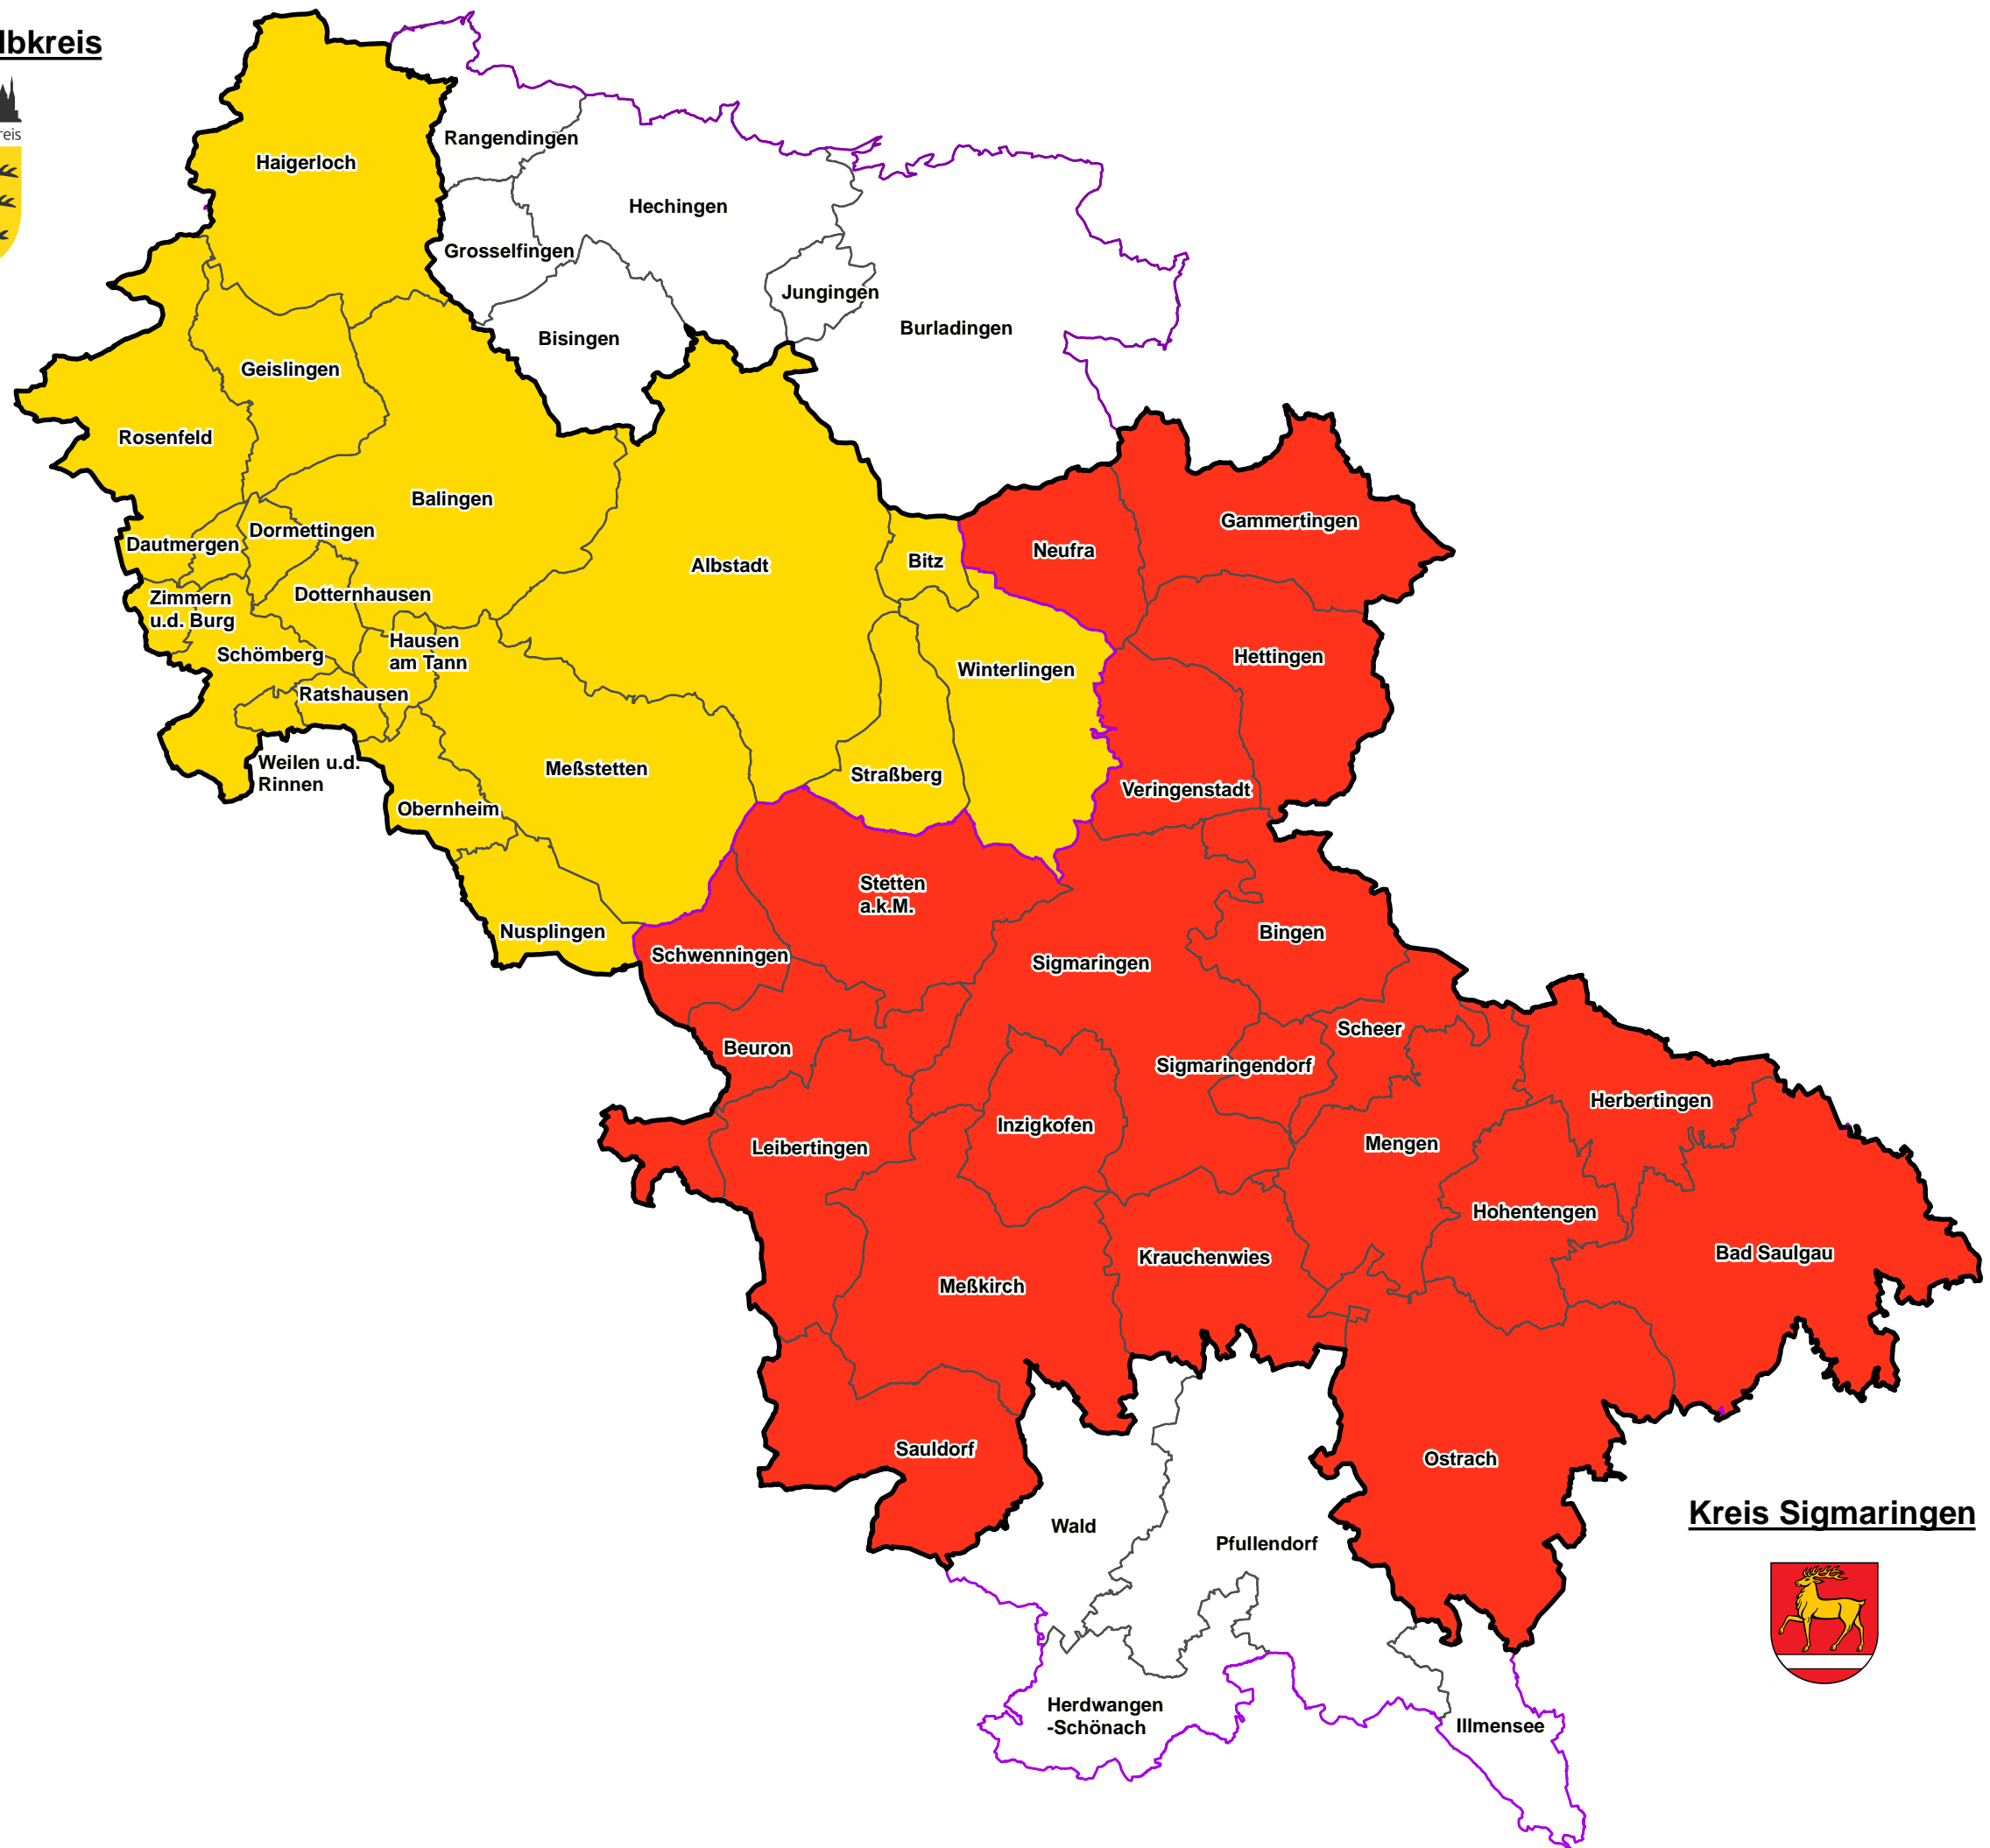 lbkreis
reis
Haigerloch
Rangendingen
Hechingen
Grosselfingen
Jungingen
Bisingen
Burladingen
Geislingen
Rosenfeld
Balingen
Dormettingen
Dautmergen
Albstadt
Bitz
Neufra
Gammertingen
Zimmern
u.d. Burg
Dotternhausen
Hausen
am Tann
Schömberg
Ratshausen
Winterlingen
Hettingen
Weilen u.d.
Rinnen
Meßstetten
Straßberg
Veringenstadt
Obernheim
Nusplingen
Stetten
a.k.M.
Schwenningen
Sigmaringen
Bingen
Beuron
Scheer
Sigmaringendorf
Leibertingen
Inzigkofen
Mengen
Herbertingen
Hohentengen
Bad Saulgau
Krauchenwies
Meßkirch
Sauldorf
Ostrach
Wald
Pfullendorf
Kreis Sigmaringen
Herdwangen
-Schönach
Illmensee